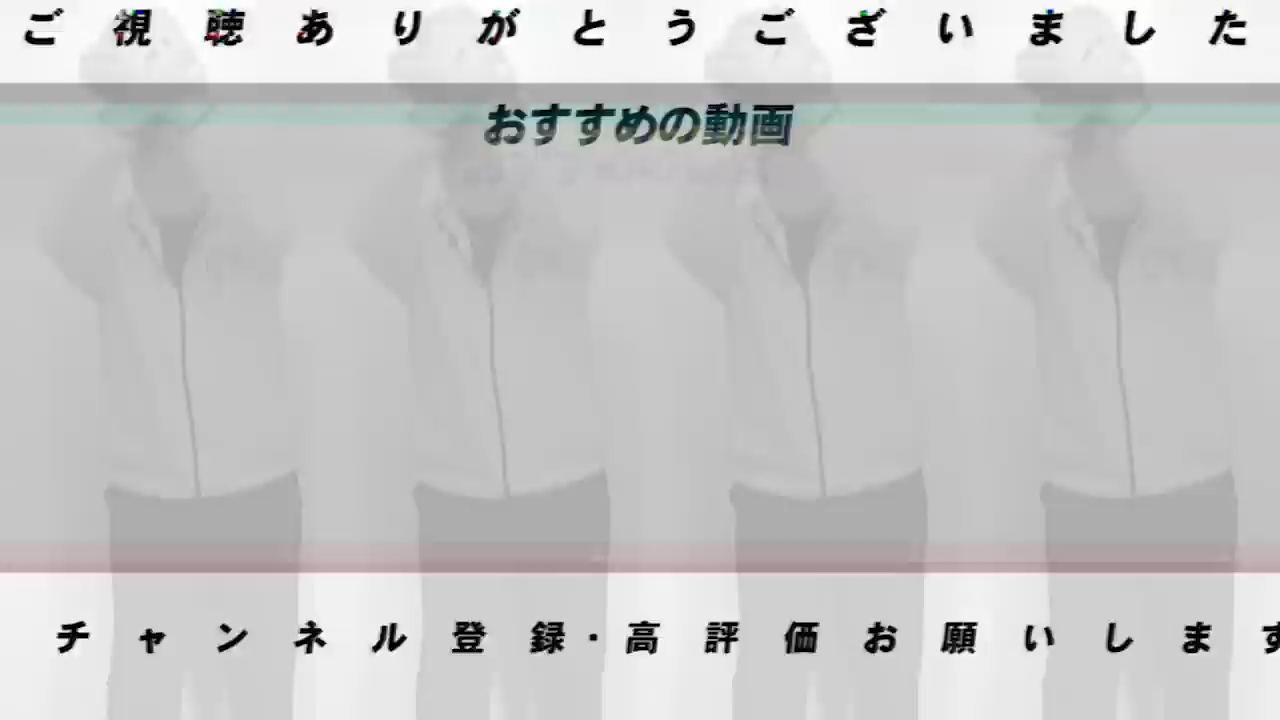 ご視聴ありがとうございました
おすすめの動画
チャンネル登録・高評価お願いします